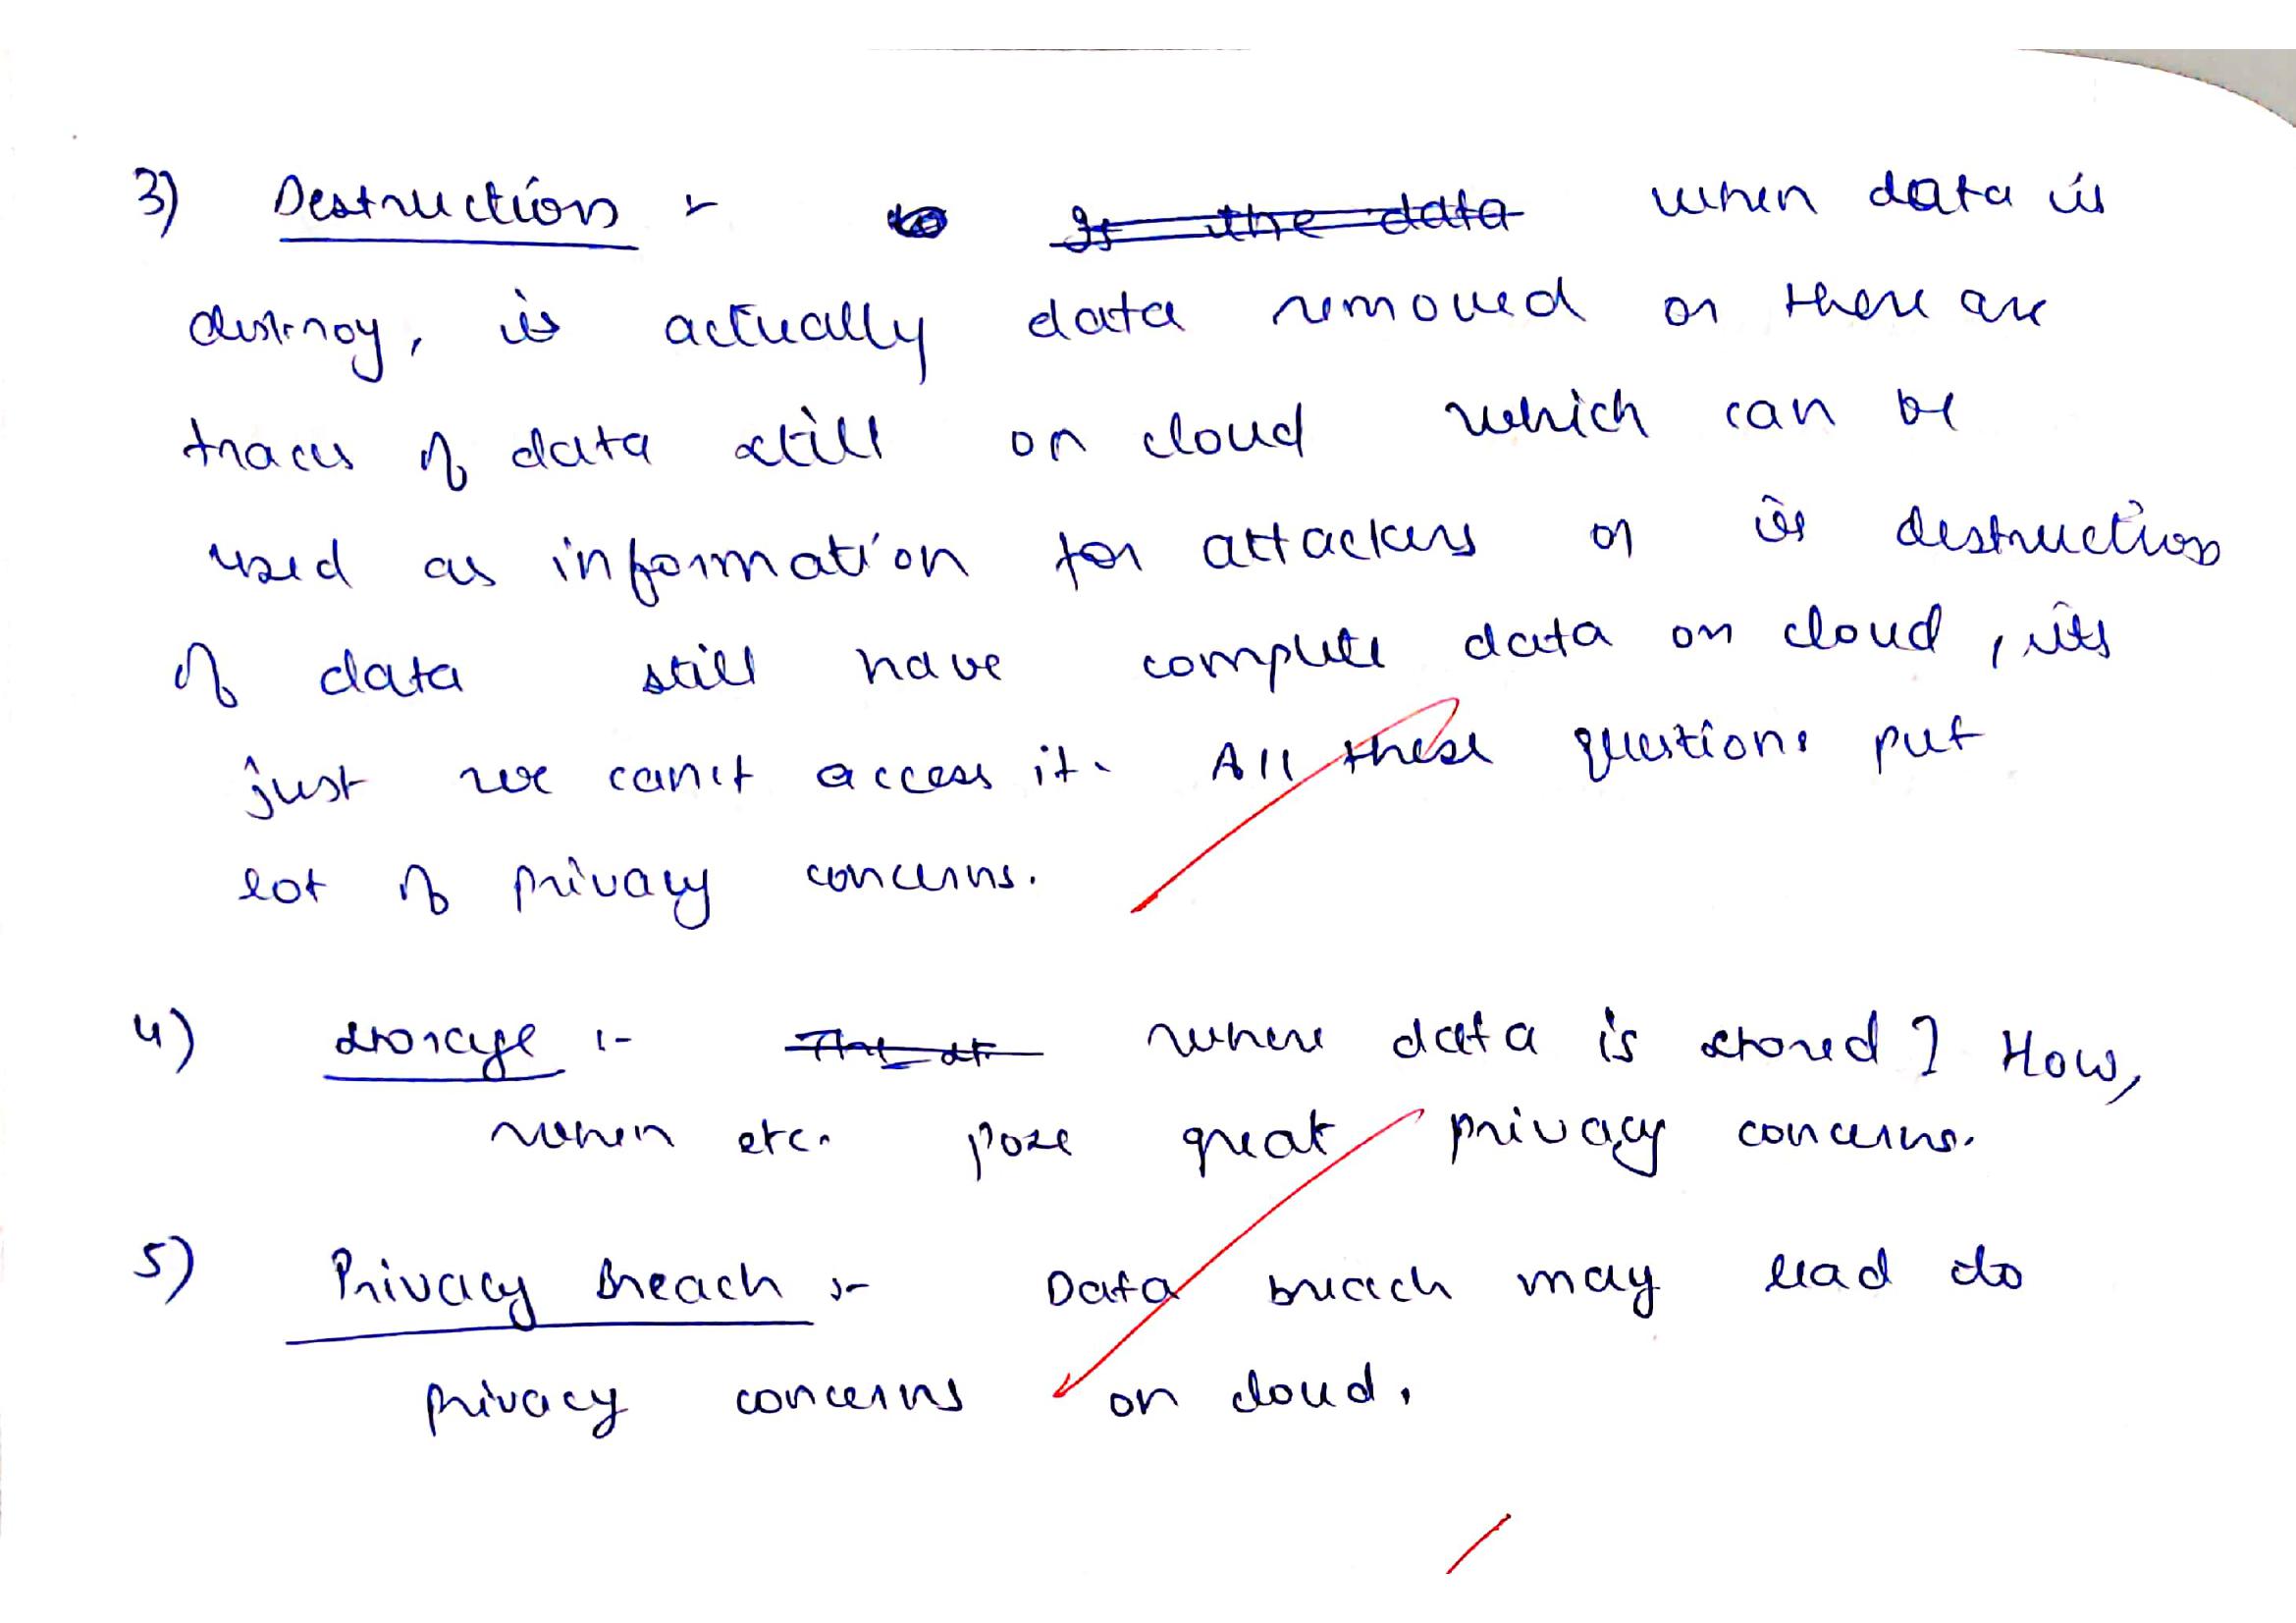 3) Destruction :- If the data when data is
destroy, is actually data removed or there are
traces of data still on cloud which can be
used as information for attackers or is destruction
of data still have complete data on cloud, its
just we can't access it. All these questions put
lot of privacy concerns.
4) Storage :- where data is stored? How,
when etc. pose great privacy concerns.
5) Privacy Breach :- Data breach may lead to
privacy concerns on cloud.